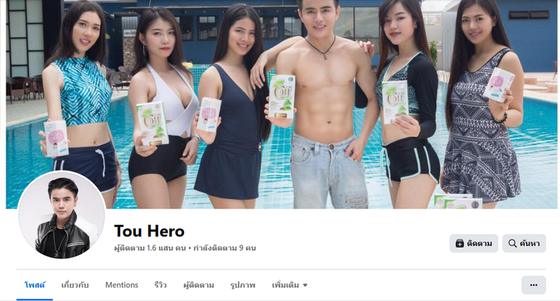 Off
Off
Tou Hero
ผู้ติดตาม 1.6 แสน คน • กำลังติดตาม 9 คน
ติดตาม
ค้นหา
โพสต์
เกี่ยวกับ
Mentions
รีวิว
ผู้ติดตาม
รูปภาพ
เพิ่มเติม